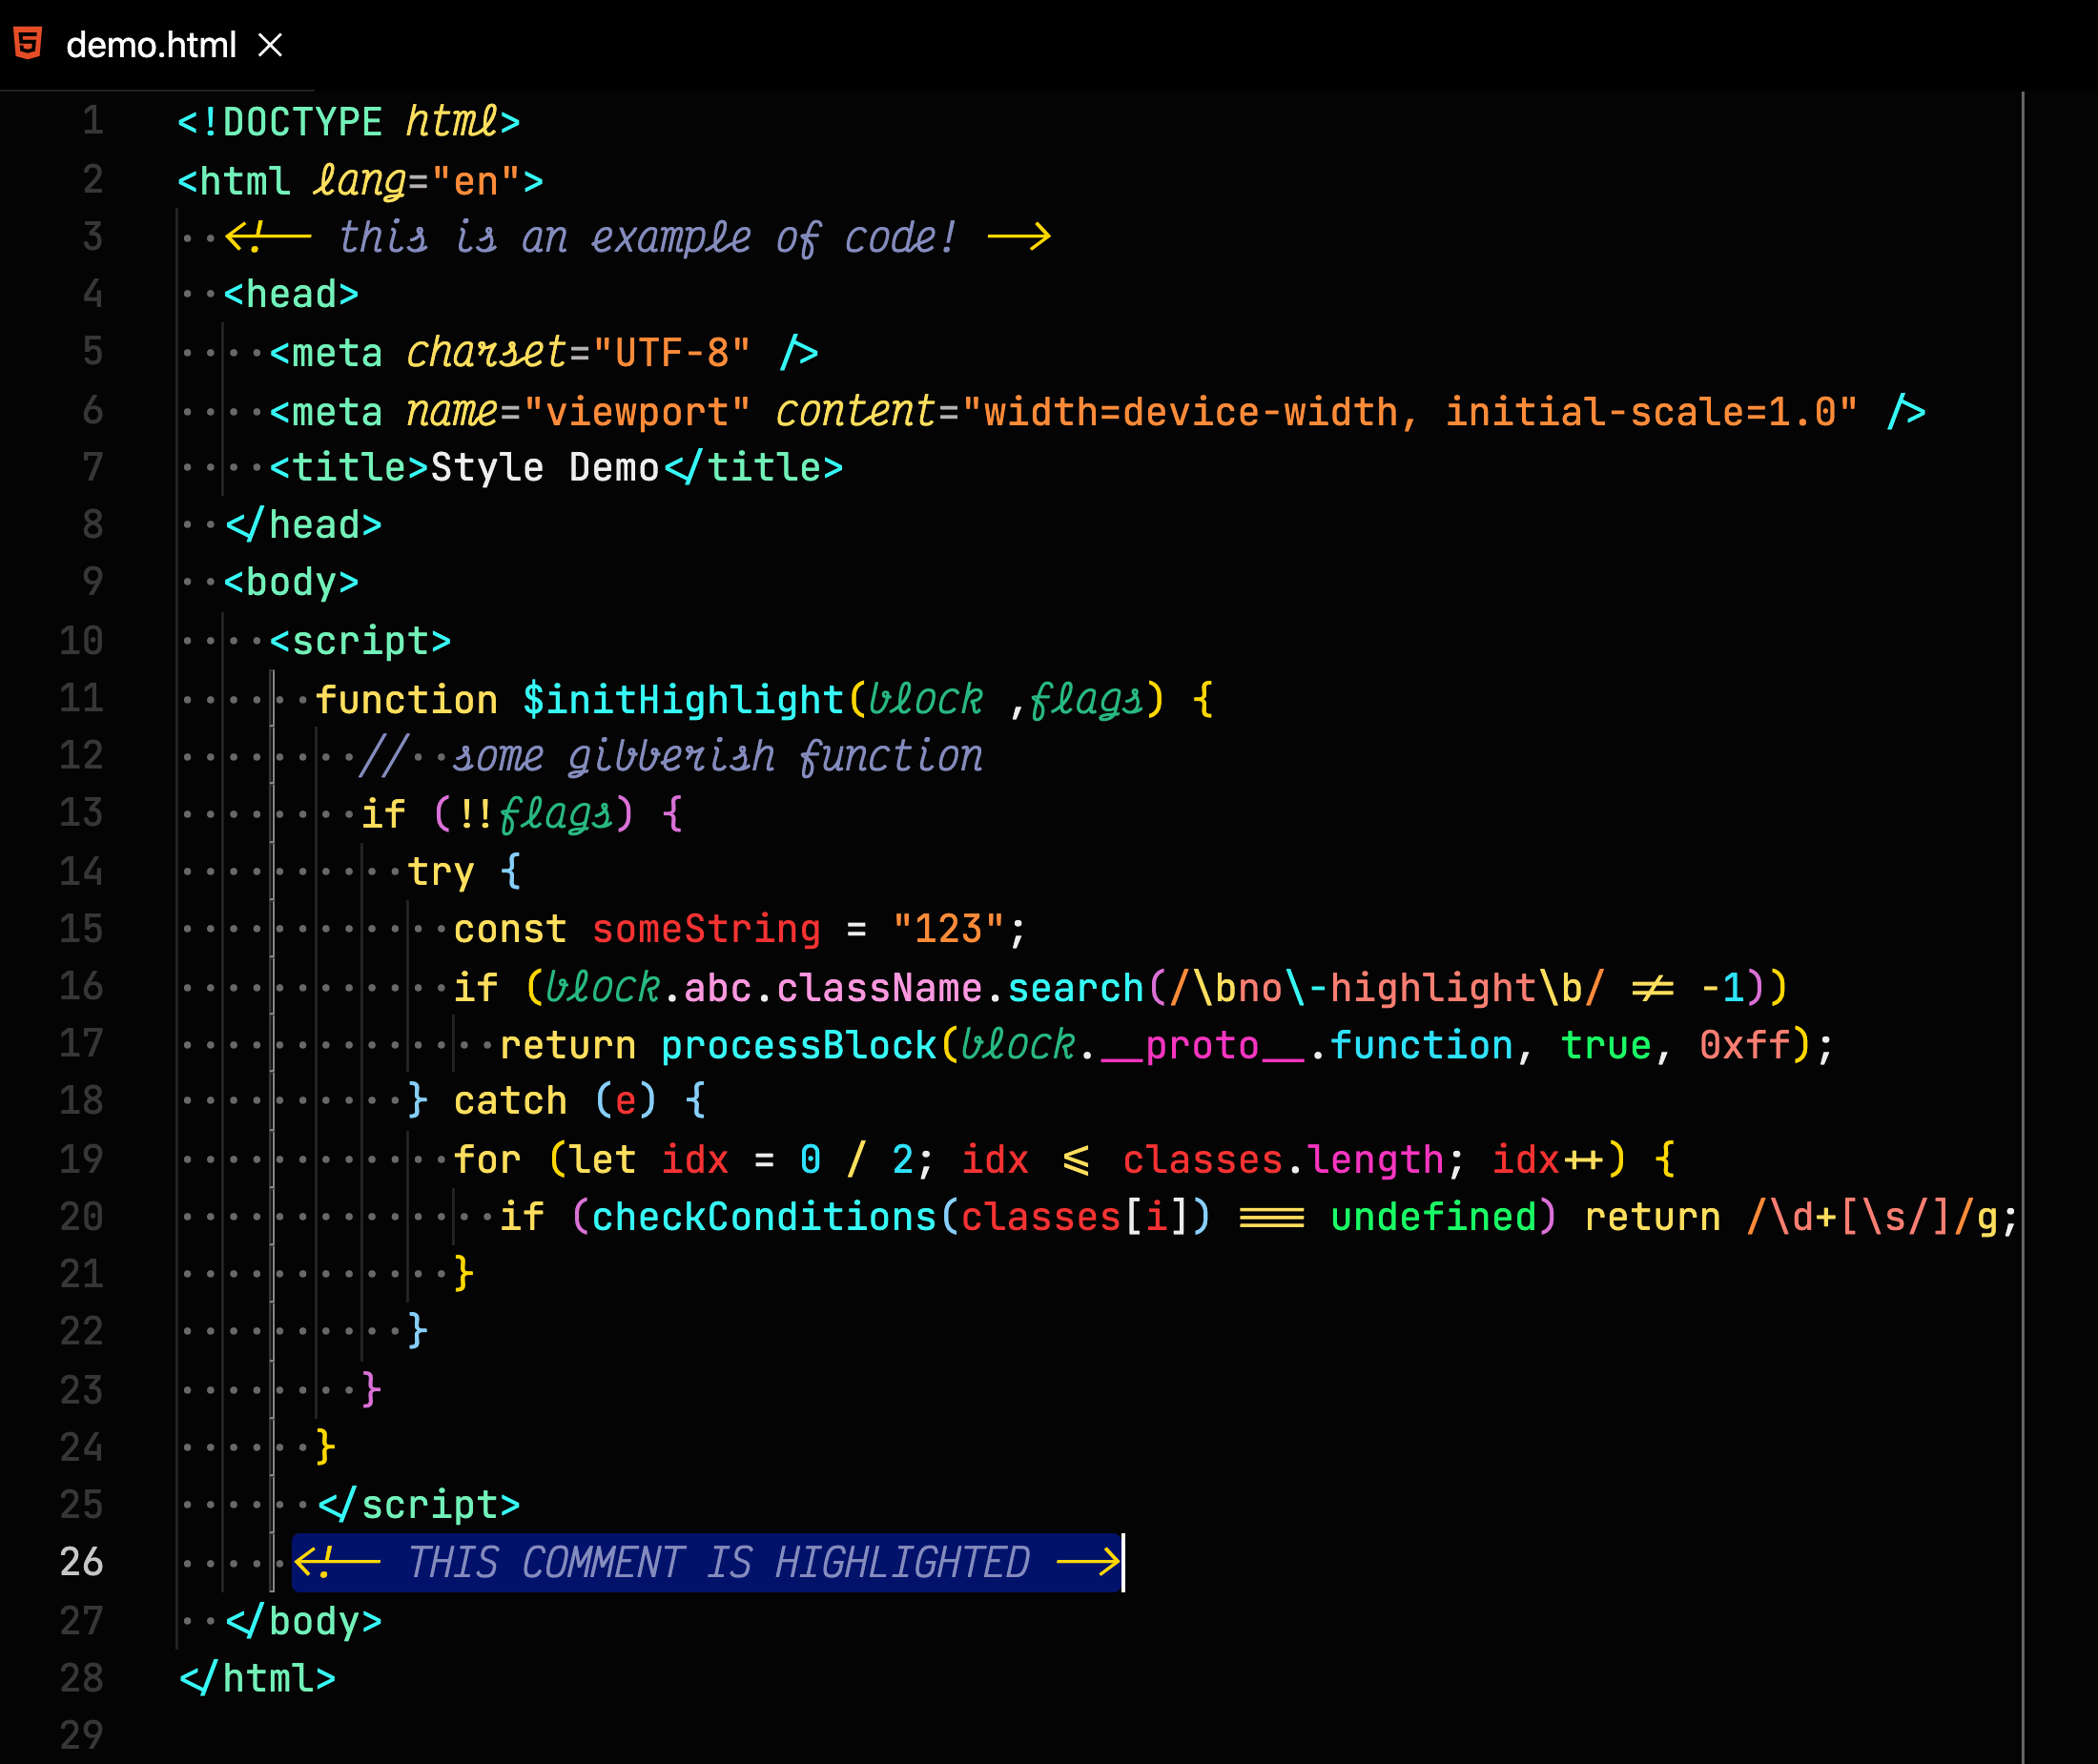 demo.html
1 <!DOCTYPE html>
2 <html lang="en">
3   <!-- this is an example of code! -->
4   <head>
5     <meta charset="UTF-8" />
6     <meta name="viewport" content="width=device-width, initial-scale=1.0" />
7     <title>Style Demo</title>
8   </head>
9   <body>
10     <script>
11       function $initHighlight(block ,flags) {
12         //  some gibberish function
13         if (!!flags) {
14           try {
15             const someString = "123";
16             if (block.abc.className.search(/\bno\-highlight\b/ != -1))
17               return processBlock(block.__proto__.function, true, 0xff);
18           } catch (e) {
19             for (let idx = 0 / 2; idx <= classes.length; idx++) {
20               if (checkConditions(classes[i]) === undefined) return /\d+[\s/]/g;
21             }
22           }
23         }
24       }
25       </script>
26      <!-- THIS COMMENT IS HIGHLIGHTED -->
27   </body>
28 </html>
29